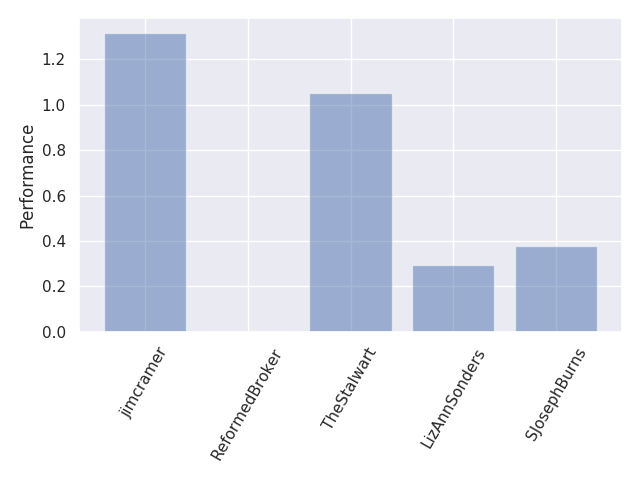 1.2
1.0
0.8
0.6
0.4
0.2
0.0
Performance
jimcramer
ReformedBroker
TheStalwart
LizAnnSonders
SJosephBurns